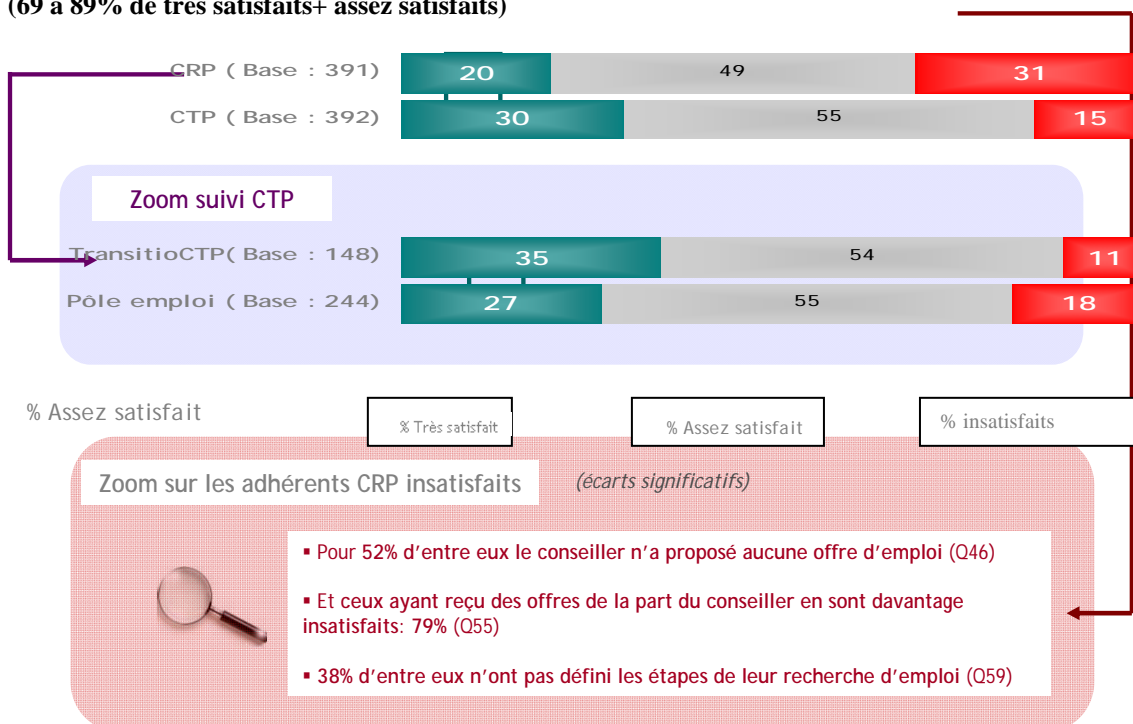 (69 à 89% de très satisfaits+ assez satisfaits)
CRP ( Base : 391) 20 49 31
CTP ( Base : 392) 30 55 15
Zoom suivi CTP
TransitioCTP( Base : 148) 35 54 11
Pôle emploi ( Base : 244) 27 55 18
% Assez satisfait
% Très satisfait % Assez satisfait % insatisfaits
Zoom sur les adhérents CRP insatisfaits (écarts significatifs)
▪ Pour 52% d'entre eux le conseiller n'a proposé aucune offre d'emploi (Q46)
▪ Et ceux ayant reçu des offres de la part du conseiller en sont davantage
insatisfaits: 79% (Q55)
▪ 38% d'entre eux n'ont pas défini les étapes de leur recherche d'emploi (Q59)